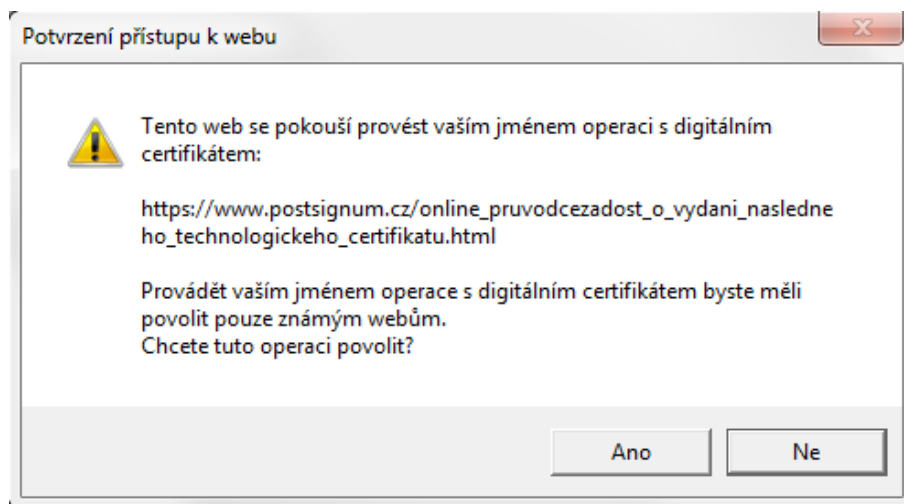 Potvrzení přístupu k webu
Tento web se pokouší provést vaším jménem operaci s digitálním
certifikátem:
https://www.postsignum.cz/online_pruvodcezadost_o_vydani_nasledne
ho_technologickeho_certifikatu.html
Provádět vaším jménem operace s digitálním certifikátem byste měli
povolit pouze známým webům.
Chcete tuto operaci povolit?
Ano
Ne